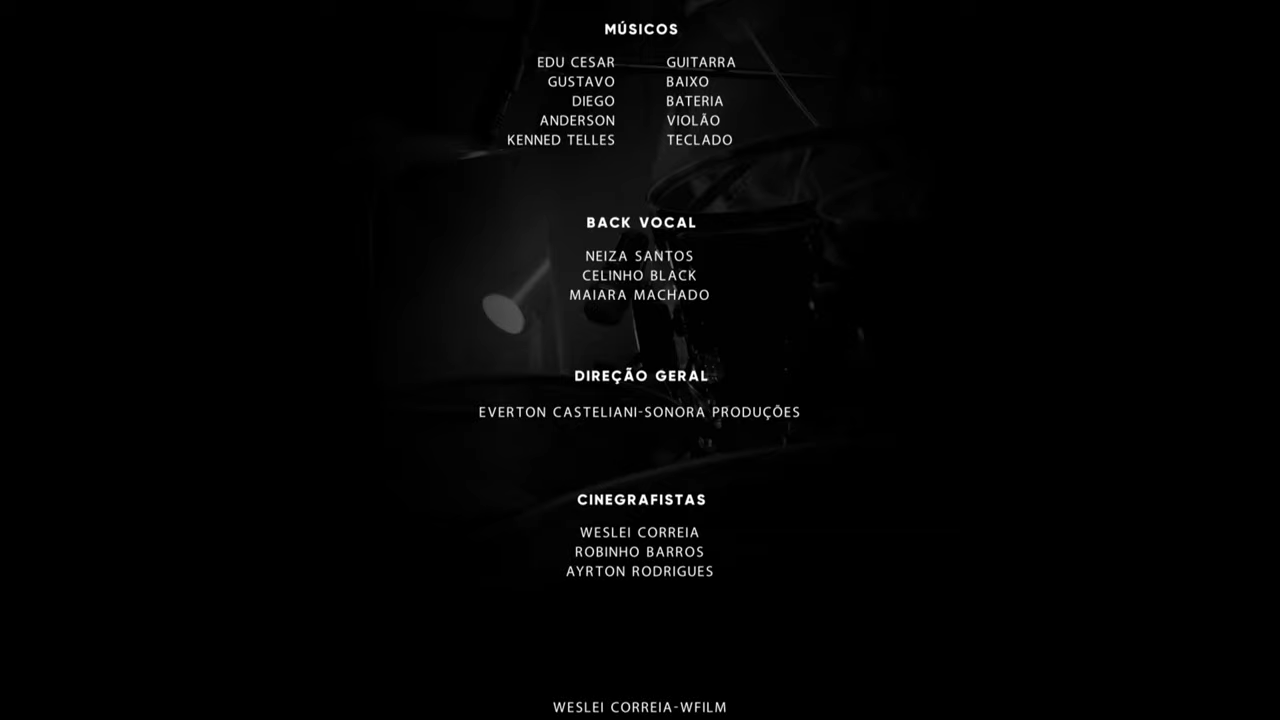 MÚSICOS
EDU CESAR GUITARRA
GUSTAVO BAIXO
DIEGO BATERIA
ANDERSON VIOLÃO
KENNED TELLES TECLADO
BACK VOCAL
NEIZA SANTOS
CELINHO BLACK
MAIARA MACHADO
DIREÇÃO GERAL
EVERTON CASTELIANI-SONORA PRODUÇÕES
CINEGRAFISTAS
WESLEI CORREIA
ROBINHO BARROS
AYRTON RODRIGUES
WESLEI CORREIA-WFILM